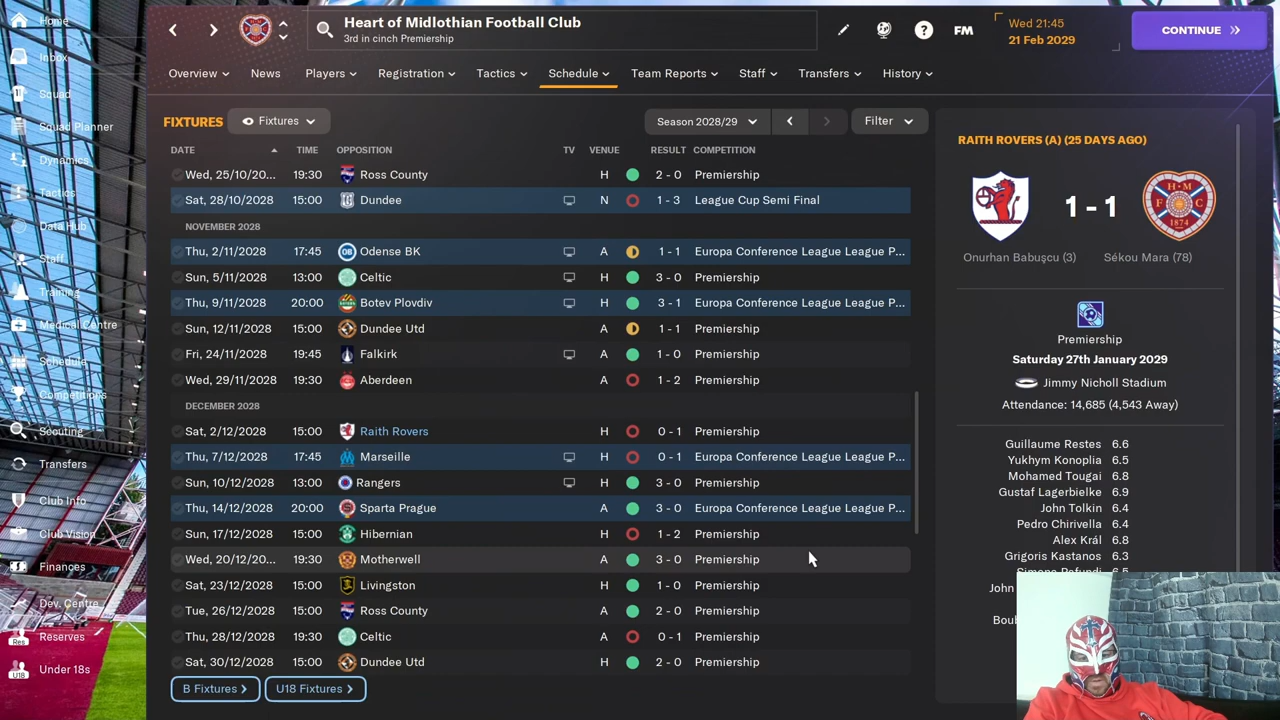 Home
Inbox
Squad
Squad Planner
Dynamics
Tactics
Data Hub
Staff
Training
Medical Centre
Schedule
Competitions
Scouting
Transfers
Club Info
Club Vision
Finances
Dev. Centre
Res Reserves
U18 Under 18s
Heart of Midlothian Football Club
3rd in cinch Premiership
? FM
Wed 21:45
21 Feb 2029
CONTINUE
Overview News Players Registration Tactics Schedule Team Reports Staff Transfers History
FIXTURES Fixtures Season 2028/29 Filter
DATE TIME OPPOSITION TV VENUE RESULT COMPETITION
Wed, 25/10/20... 19:30 Ross County H 2 - 0 Premiership
Sat, 28/10/2028 15:00 Dundee N 1 - 3 League Cup Semi Final
NOVEMBER 2028
Thu, 2/11/2028 17:45 Odense BK A 1 - 1 Europa Conference League League P...
Sun, 5/11/2028 13:00 Celtic H 3 - 0 Premiership
Thu, 9/11/2028 20:00 Botev Plovdiv H 3 - 1 Europa Conference League League P...
Sun, 12/11/2028 15:00 Dundee Utd A 1 - 1 Premiership
Fri, 24/11/2028 19:45 Falkirk A 1 - 0 Premiership
Wed, 29/11/2028 19:30 Aberdeen A 1 - 2 Premiership
DECEMBER 2028
Sat, 2/12/2028 15:00 Raith Rovers H 0 - 1 Premiership
Thu, 7/12/2028 17:45 Marseille H 0 - 1 Europa Conference League League P...
Sun, 10/12/2028 13:00 Rangers H 3 - 0 Premiership
Thu, 14/12/2028 20:00 Sparta Prague A 3 - 0 Europa Conference League League P...
Sun, 17/12/2028 15:00 Hibernian H 1 - 2 Premiership
Wed, 20/12/20... 19:30 Motherwell A 3 - 0 Premiership
Sat, 23/12/2028 15:00 Livingston H 1 - 0 Premiership
Tue, 26/12/2028 15:00 Ross County A 2 - 0 Premiership
Thu, 28/12/2028 19:30 Celtic A 0 - 1 Premiership
Sat, 30/12/2028 15:00 Dundee Utd H 2 - 0 Premiership
B Fixtures U18 Fixtures
RAITH ROVERS (A) (25 DAYS AGO)
1 - 1
Onurhan Babuşcu (3) Sékou Mara (78)
Premiership
Saturday 27th January 2029
Jimmy Nicholl Stadium
Attendance: 14,685 (4,543 Away)
Guillaume Restes 6.6
Yukhym Konoplia 6.5
Mohamed Tougai 6.8
Gustaf Lagerbielke 6.9
John Tolkin 6.4
Pedro Chirivella 6.4
Alex Král 6.8
Grigoris Kastanos 6.3
John